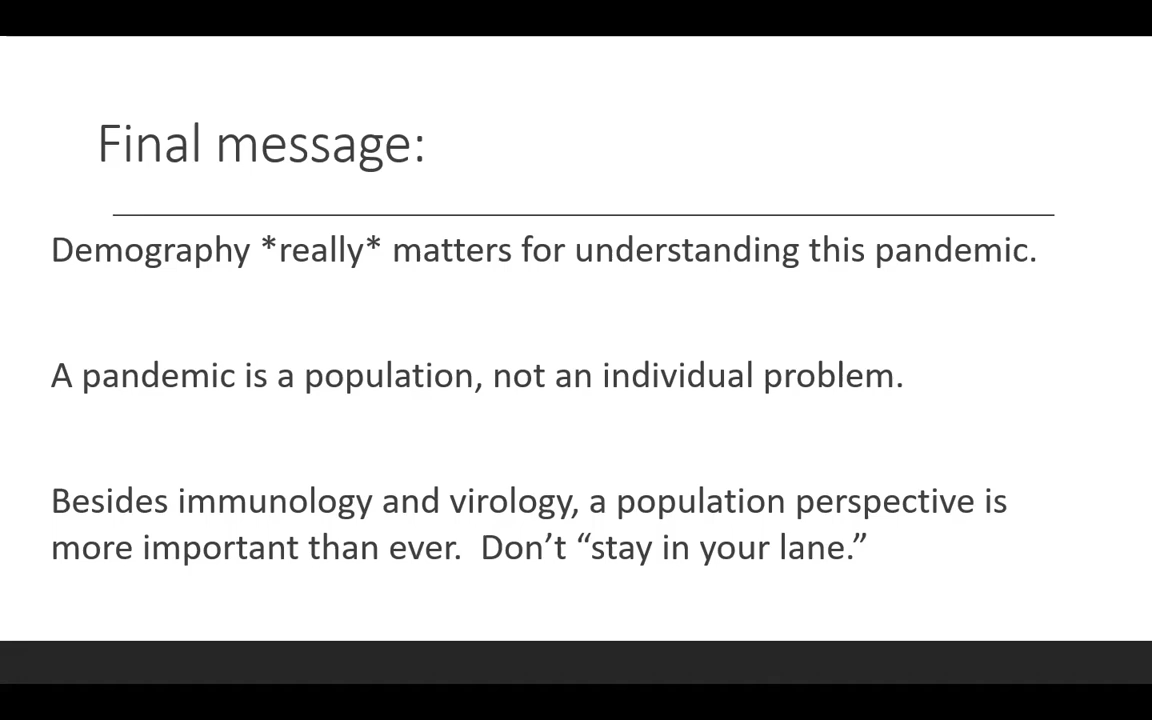 Final message:
Demography *really* matters for understanding this pandemic.
A pandemic is a population, not an individual problem.
Besides immunology and virology, a population perspective is
more important than ever.  Don’t “stay in your lane.”